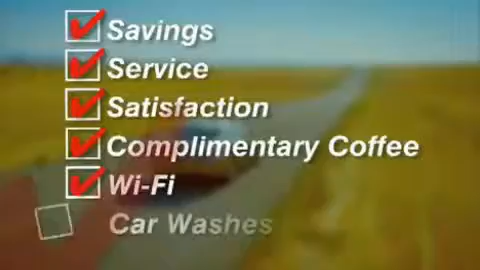 Savings
Service
Satisfaction
Complimentary Coffee
Wi-Fi
Car Washes